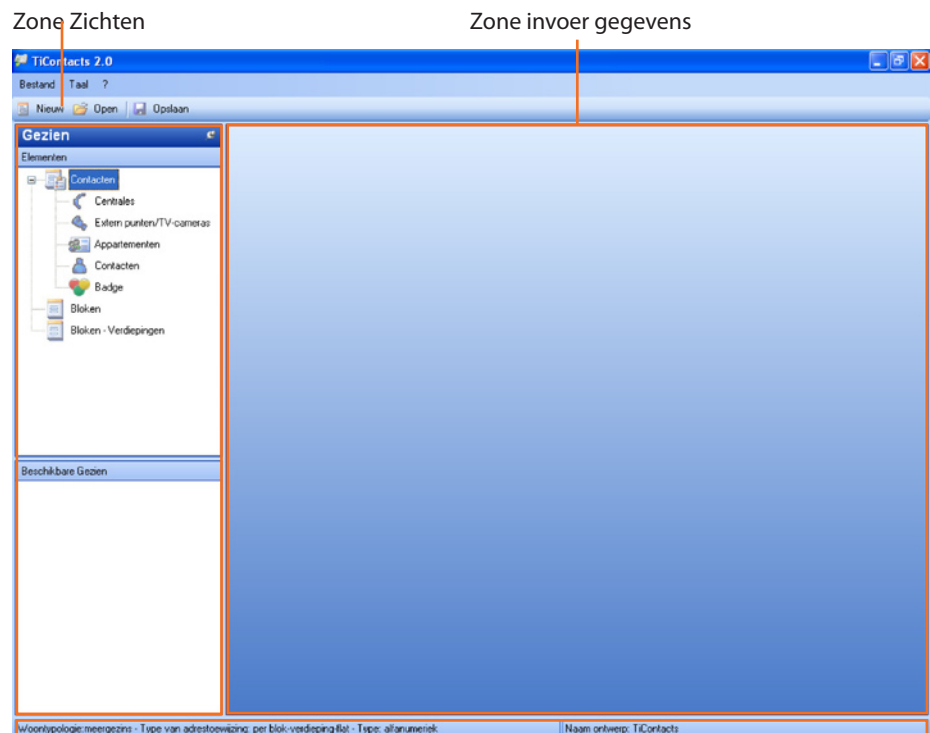 Zone Zichten Zone invoer gegevens
TiContacts 2.0
Bestand Taal ?
Nieuw Open Opslaan
Gezien
Elementen
Contacten
Centrales
Extern punten/TV-cameras
Appartementen
Contacten
Badge
Bloken
Bloken - Verdiepingen
Beschikbare Gezien
Woontypologie:meergezins - Type van adrestoewijzing: per blok-verdieping-flat - Type: alfanumeriek Naam ontwerp: TiContacts